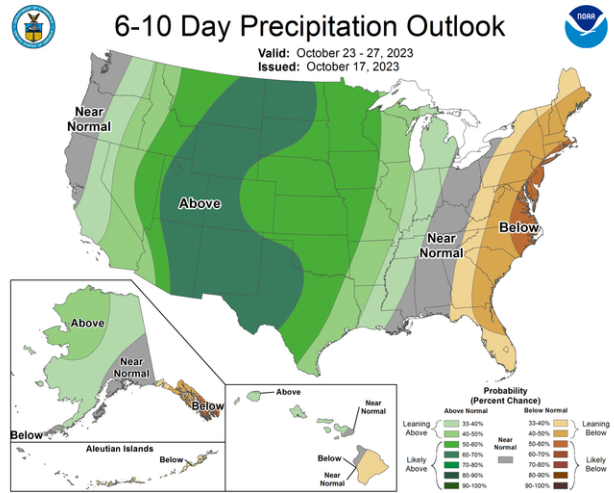 6-10 Day Precipitation Outlook
Valid: October 23 - 27, 2023
Issued: October 17, 2023
NOAA
Near
Normal
Above
Near
Normal
Below
Above
Near
Normal
Below
Below
Aleutian Islands
Below
Above
Near
Normal
Below
Near
Normal
Probability
(Percent Chance)
Above Normal
Below Normal
Leaning
Above
33-40%
40-50%
Likely
Above
50-60%
60-70%
70-80%
80-90%
90-100%
Near
Normal
33-40%
40-50%
Leaning
Below
50-60%
60-70%
70-80%
80-90%
90-100%
Likely
Below